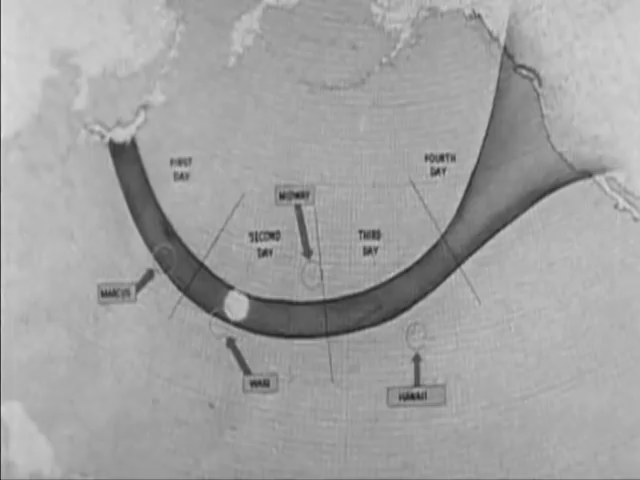 FIRST
DAY
FOURTH
DAY
MIDWAY
SECOND
DAY
THIRD
DAY
MARCUS
WAKE
HAWAII